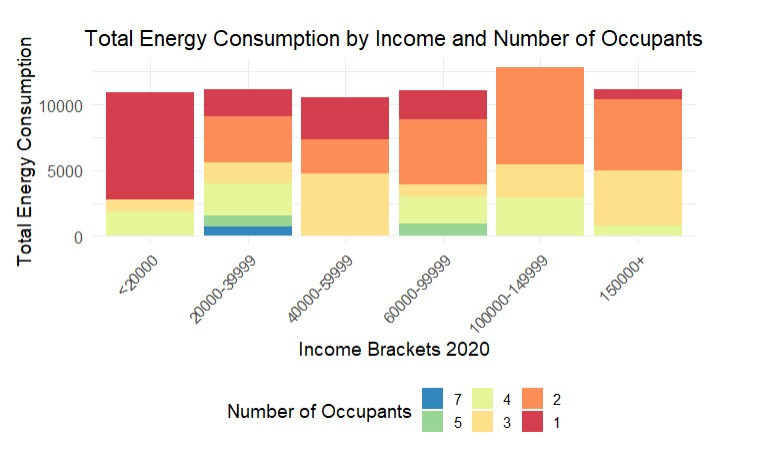 Total Energy Consumption by Income and Number of Occupants
Total Energy Consumption
10000
5000
0
<20000
20000-39999
40000-59999
60000-99999
100000-149999
150000+
Income Brackets 2020
Number of Occupants
7 4 2
5 3 1